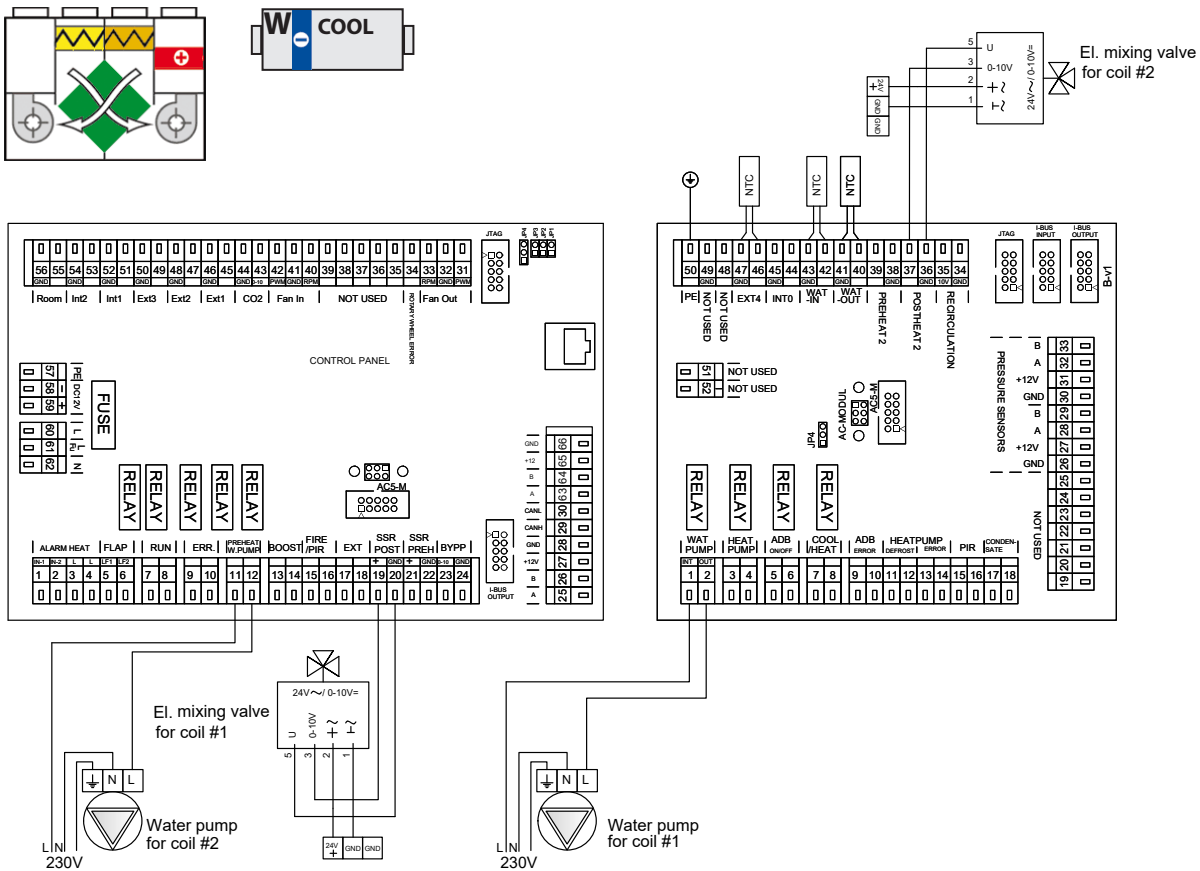 W COOL
El. mixing valve
for coil #2
5 U
3 0-10V
2
1
24V~/ 0-10V=
24V
+
GND
GND
NTC
NTC
NTC
JTAG
JP4
JP3
JP2
JP1
56 55 54 53 52 51 50 49 48 47 46 45 44 43 42 41 40 39 38 37 36 35 34 33 32 31
GND GND GND GND GND GND GND 0-10 PWM GND RPM RPM GND PWM
Room Int2 Int1 Ext3 Ext2 Ext1 CO2 Fan In NOT USED ROTARY WHEEL ERROR Fan Out
CONTROL PANEL
57 PE
58 −
59 +
DC12V
FUSE
60 L
61 L
FU
62 N
RELAY RELAY RELAY RELAY RELAY
AC5-M
GND 66
+12 65
B 64
A 63
CANL 30
CANH 29
GND 28
+12V 27
B 26
A 25
I-BUS
OUTPUT
ALARM HEAT FLAP RUN ERR. PREHEAT
W.PUMP BOOST FIRE
/PIR EXT SSR
POST SSR
PREH BYPP
IN-1 IN-2 L L LF1 LF2 + GND + GND 0-10 GND
1 2 3 4 5 6 7 8 9 10 11 12 13 14 15 16 17 18 19 20 21 22 23 24
JTAG
I-BUS
INPUT
I-BUS
OUTPUT
B-v1
50 49 48 47 46 45 44 43 42 41 40 39 38 37 36 35 34
GND GND GND GND GND GND GND 10V GND
PE NOT USED NOT USED EXT4 INT0 WAT
-IN WAT
-OUT PREHEAT 2 POSTHEAT 2 RECIRCULATION
51 NOT USED
52 NOT USED
AC-MODUL
AC5-M
JP4
PRESSURE SENSORS
B 33
A 32
+12V 31
GND 30
B 29
A 28
+12V 27
GND 26
25
24
23
22
21
20
19
NOT USED
RELAY RELAY RELAY RELAY
WAT
PUMP HEAT
PUMP ADB
ON/OFF COOL
/HEAT ADB
ERROR HEATPUMP
DEFROST ERROR PIR CONDEN-
SATE
INT OUT
1 2 3 4 5 6 7 8 9 10 11 12 13 14 15 16 17 18
El. mixing valve
for coil #1
24V~/ 0-10V=
U
0-10V
5 3 2 1
24V
+
GND GND
N L
Water pump
for coil #2
L N
230V
N L
Water pump
for coil #1
L N
230V